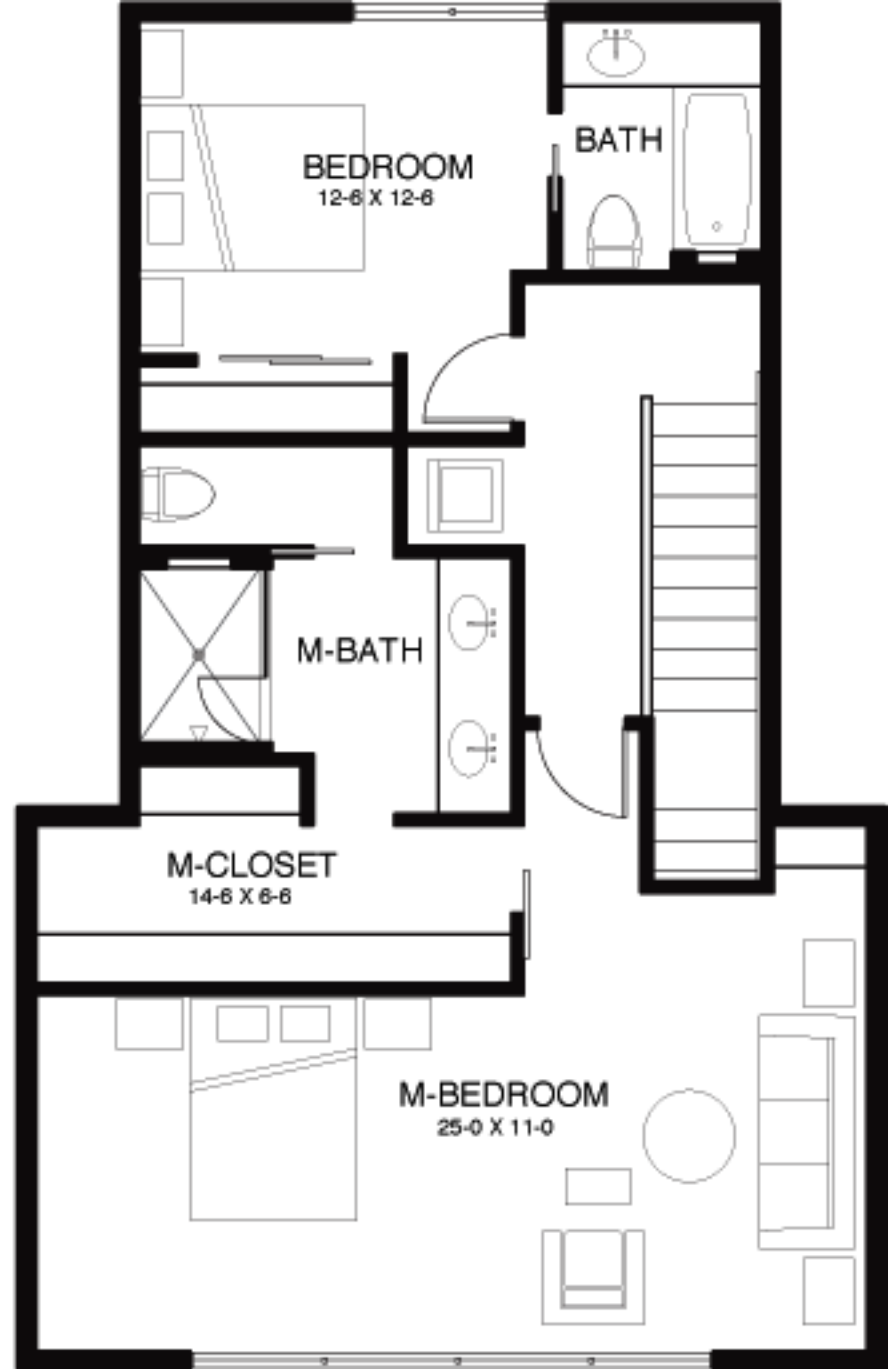 BATH
BEDROOM
12-6 X 12-6
M-BATH
M-CLOSET
14-6 X 6-6
M-BEDROOM
25-0 X 11-0